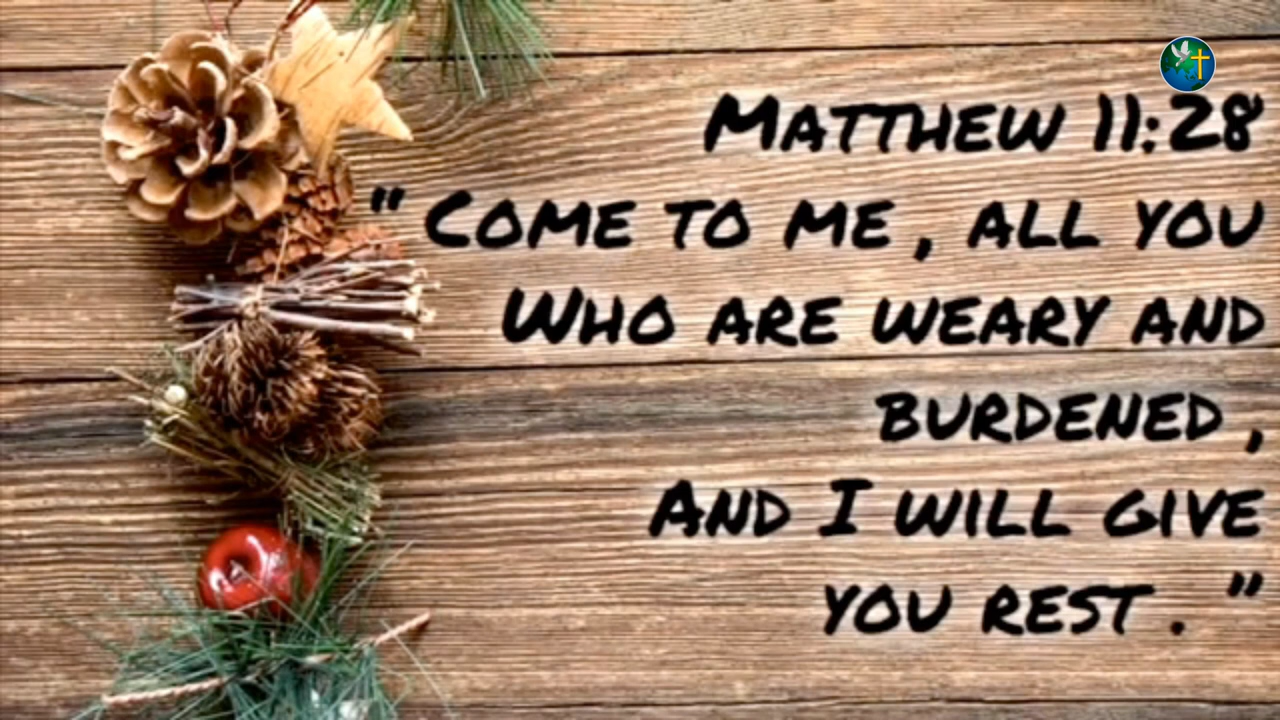 MATTHEW 11:28
" COME TO ME , ALL YOU
WHO ARE WEARY AND
BURDENED ,
AND I WILL GIVE
YOU REST . "